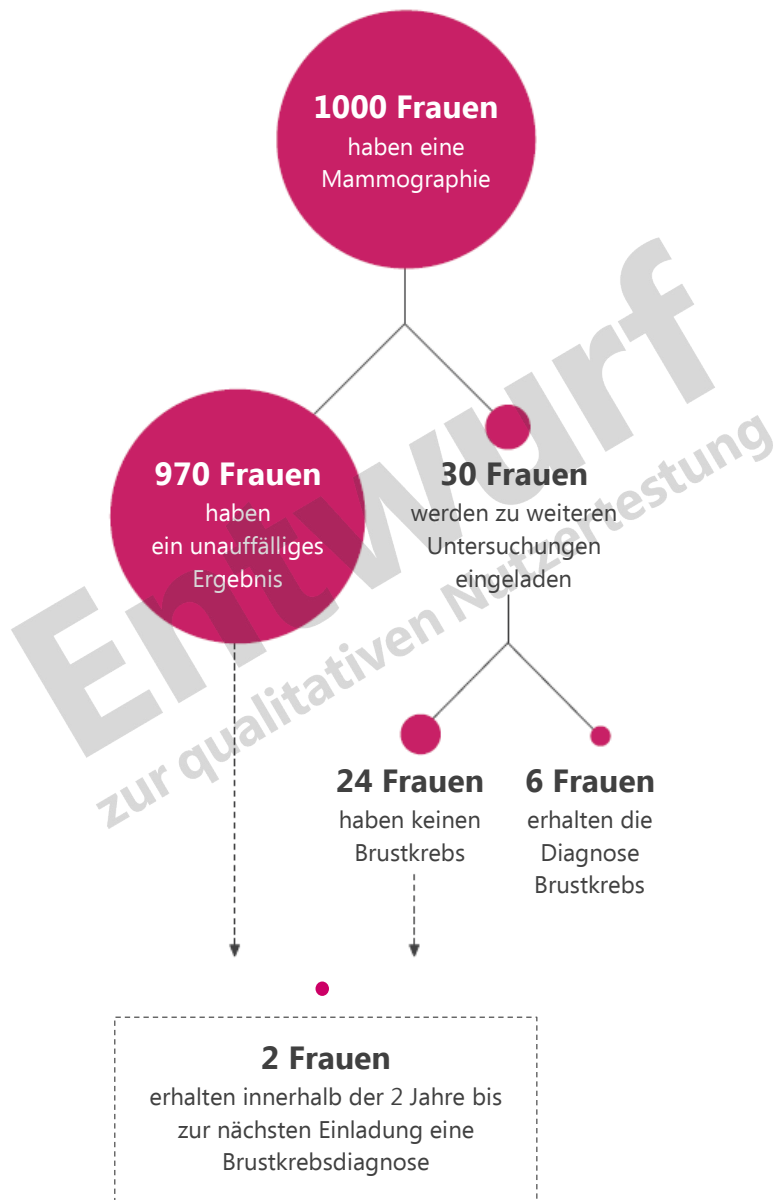 1000 Frauen
haben eine
Mammographie
970 Frauen
haben
ein unauffälliges
Ergebnis
30 Frauen
werden zu weiteren
Untersuchungen
eingeladen
24 Frauen
haben keinen
Brustkrebs
6 Frauen
erhalten die
Diagnose
Brustkrebs
2 Frauen
erhalten innerhalb der 2 Jahre bis
zur nächsten Einladung eine
Brustkrebsdiagnose
Entwurf
zur qualitativen Nutzertestung